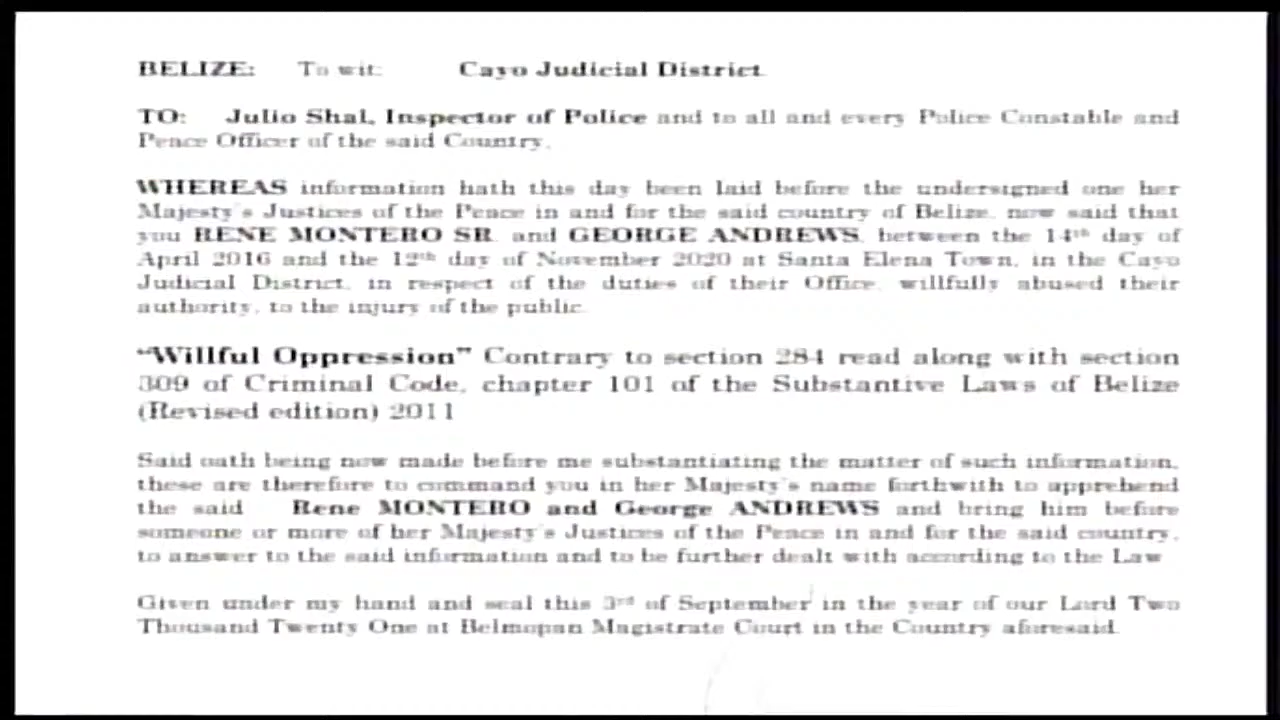 BELIZE: To wit: Cayo Judicial District.
TO: Julio Shal, Inspector of Police and to all and every Police Constable and
Peace Officer of the said Country.
WHEREAS information hath this day been laid before the undersigned one her
Majesty's Justices of the Peace in and for the said country of Belize, now said that
you RENE MONTERO SR. and GEORGE ANDREWS, between the 14th day of
April 2016 and the 12th day of November 2020 at Santa Elena Town, in the Cayo
Judicial District, in respect of the duties of their Office, willfully abused their
authority, to the injury of the public.
"Willful Oppression" Contrary to section 284 read along with section
309 of Criminal Code, chapter 101 of the Substantive Laws of Belize
(Revised edition) 2011
Said oath being now made before me substantiating the matter of such information,
these are therefore to command you in her Majesty's name forthwith to apprehend
the said Rene MONTERO and George ANDREWS and bring him before
someone or more of her Majesty's Justices of the Peace in and for the said country,
to answer to the said information and to be further dealt with according to the Law
Given under my hand and seal this 3rd of September in the year of our Lord Two
Thousand Twenty One at Belmopan Magistrate Court in the Country aforesaid.